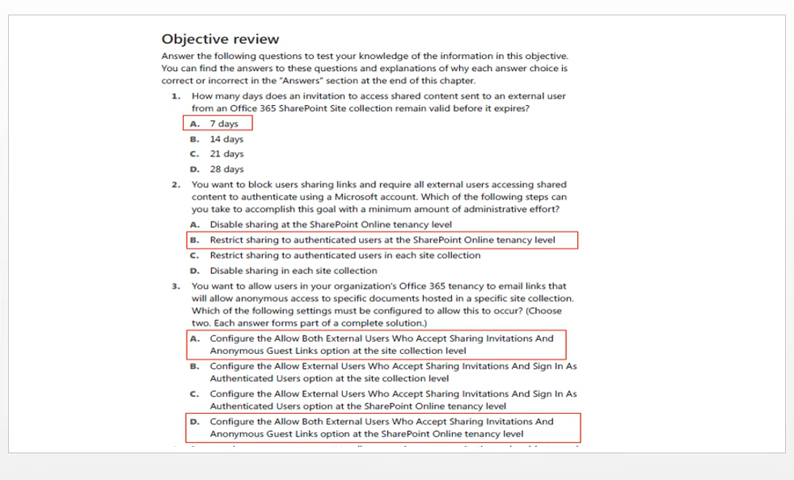 Objective review
Answer the following questions to test your knowledge of the information in this objective.
You can find the answers to these questions and explanations of why each answer choice is
correct or incorrect in the "Answers" section at the end of this chapter.
1. How many days does an invitation to access shared content sent to an external user
from an Office 365 SharePoint Site collection remain valid before it expires?
A. 7 days
B. 14 days
C. 21 days
D. 28 days
2. You want to block users sharing links and require all external users accessing shared
content to authenticate using a Microsoft account. Which of the following steps can
you take to accomplish this goal with a minimum amount of administrative effort?
A. Disable sharing at the SharePoint Online tenancy level
B. Restrict sharing to authenticated users at the SharePoint Online tenancy level
C. Restrict sharing to authenticated users in each site collection
D. Disable sharing in each site collection
3. You want to allow users in your organization's Office 365 tenancy to email links that
will allow anonymous access to specific documents hosted in a specific site collection.
Which of the following settings must be configured to allow this to occur? (Choose
two. Each answer forms part of a complete solution.)
A. Configure the Allow Both External Users Who Accept Sharing Invitations And
Anonymous Guest Links option at the site collection level
B. Configure the Allow External Users Who Accept Sharing Invitations And Sign In As
Authenticated Users option at the site collection level
C. Configure the Allow External Users Who Accept Sharing Invitations And Sign In As
Authenticated Users option at the SharePoint Online tenancy level
D. Configure the Allow Both External Users Who Accept Sharing Invitations And
Anonymous Guest Links option at the SharePoint Online tenancy level